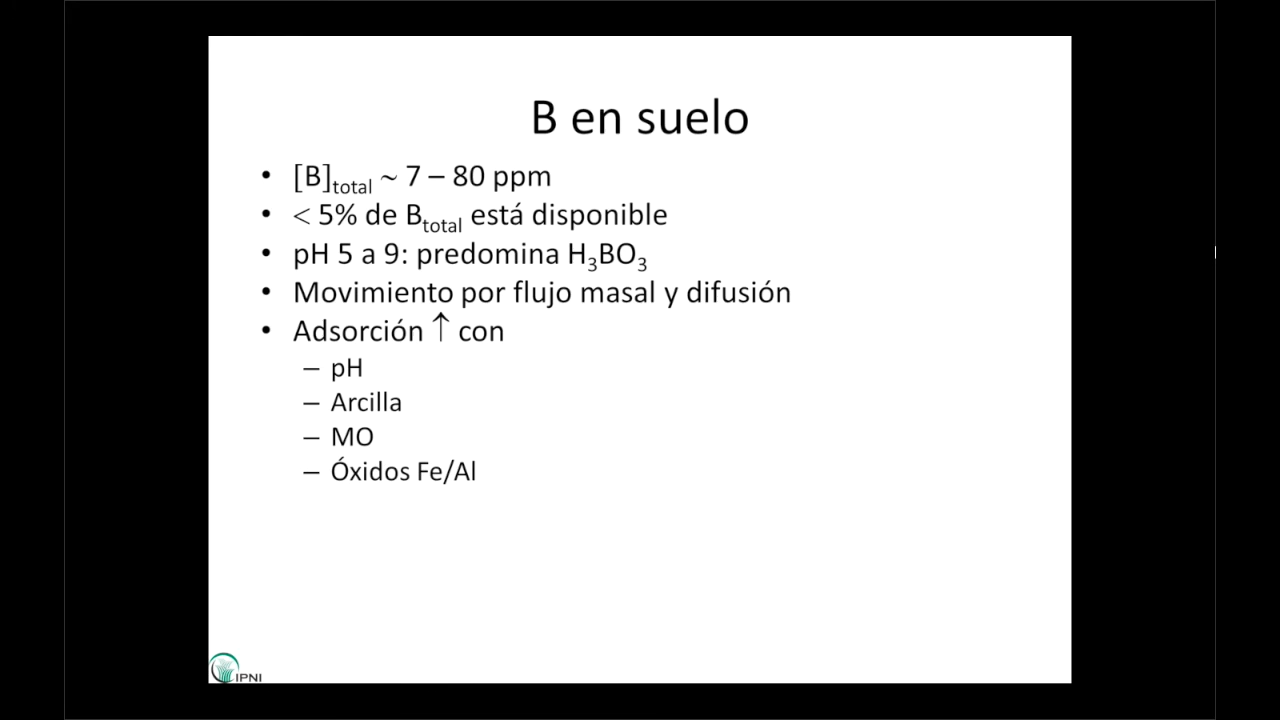 B en suelo
• [B]total ~ 7 – 80 ppm
• < 5% de Btotal está disponible
• pH 5 a 9: predomina H3BO3
• Movimiento por flujo masal y difusión
• Adsorción ↑ con
– pH
– Arcilla
– MO
– Óxidos Fe/Al
IPNI